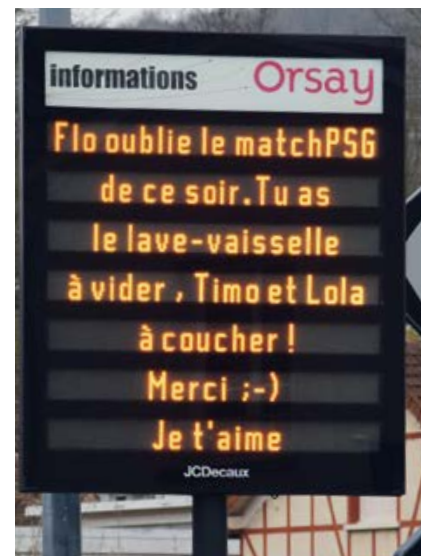 informations Orsay
Flo oublie le matchPSG
de ce soir.Tu as
le lave-vaisselle
à vider , Timo et Lola
à coucher !
Merci ;-)
Je t'aime
JCDecaux